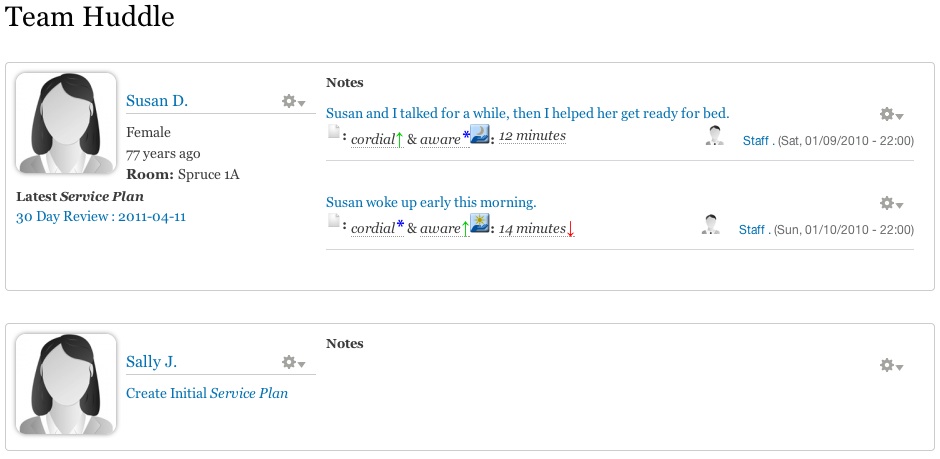 Team Huddle
Susan D.
Female
77 years ago
Room: Spruce 1A
Latest Service Plan
30 Day Review : 2011-04-11
Notes
Susan and I talked for a while, then I helped her get ready for bed.
: cordial↑ & aware*: 12 minutes
Staff . (Sat, 01/09/2010 - 22:00)
Susan woke up early this morning.
: cordial* & aware↑: 14 minutes↓
Staff . (Sun, 01/10/2010 - 22:00)
Sally J.
Create Initial Service Plan
Notes